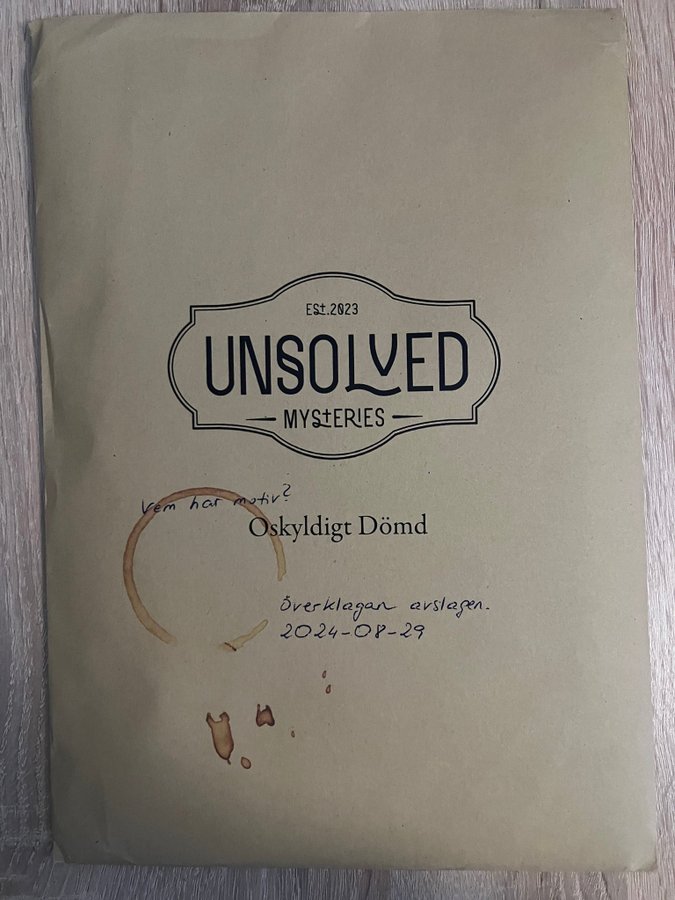 Est.2023
UNSOLVED
MYSTERIES
Vem har motiv?
Oskyldigt Dömd
Överklagan avslagen.
2024-08-29